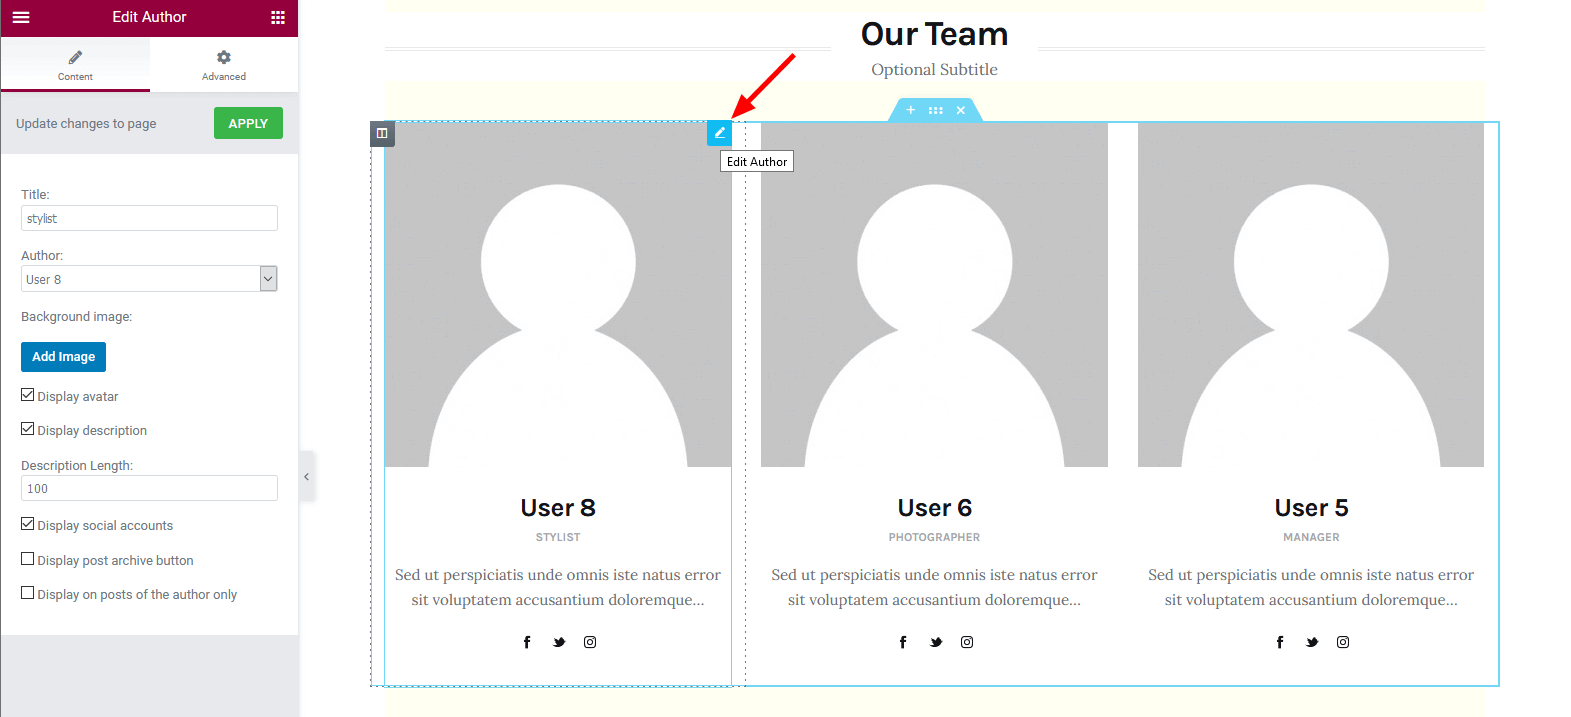 Edit Author
Content
Advanced
Update changes to page
APPLY
Title:
stylist
Author:
User 8
Background image:
Add Image
Display avatar
Display description
Description Length:
100
Display social accounts
Display post archive button
Display on posts of the author only
Our Team
Optional Subtitle
Edit Author
User 8
STYLIST
Sed ut perspiciatis unde omnis iste natus error
sit voluptatem accusantium doloremque...
User 6
PHOTOGRAPHER
Sed ut perspiciatis unde omnis iste natus error
sit voluptatem accusantium doloremque...
User 5
MANAGER
Sed ut perspiciatis unde omnis iste natus error
sit voluptatem accusantium doloremque...